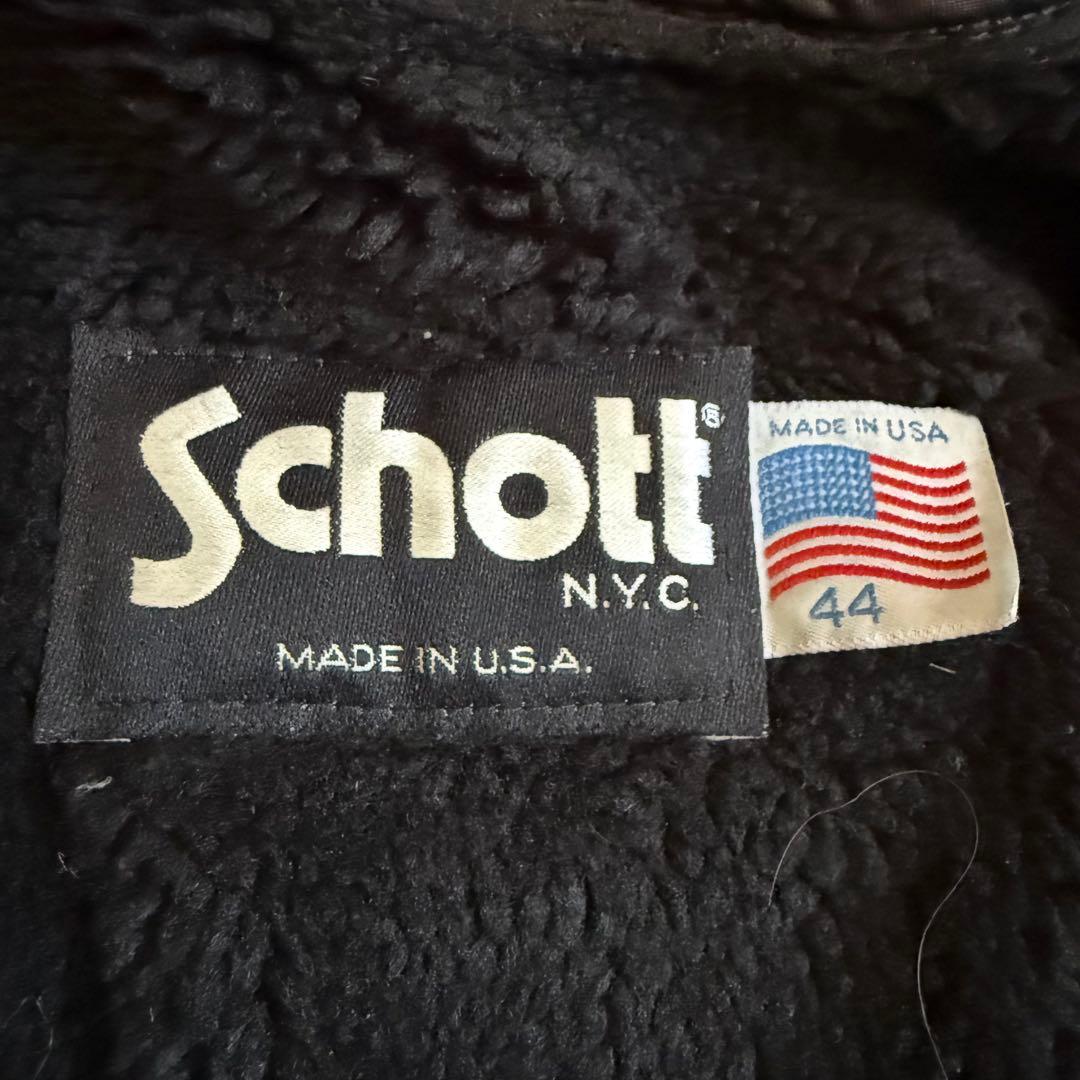 Schott®
N.Y.C.
MADE IN U.S.A.
MADE IN USA
44